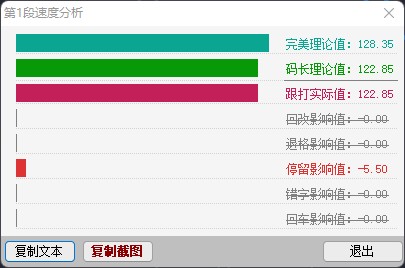 第1段速度分析
完美理论值: 128.35
码长理论值: 122.85
跟打实际值: 122.85
回改影响值: -0.00
退格影响值: -0.00
停留影响值: -5.50
错字影响值: -0.00
回车影响值: -0.00
复制文本 复制截图 退出